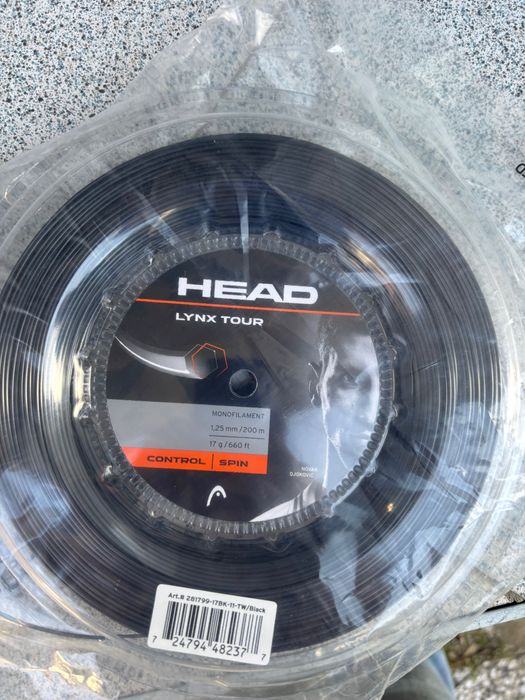 HEAD
LYNX TOUR
MONOFILAMENT
1,25 mm/200 m
17 g/660 ft
CONTROL | SPIN
NOVAK
DJOKOVIC
Art.# 281799-17BK-11-TW/Black
7 24794 48237 7